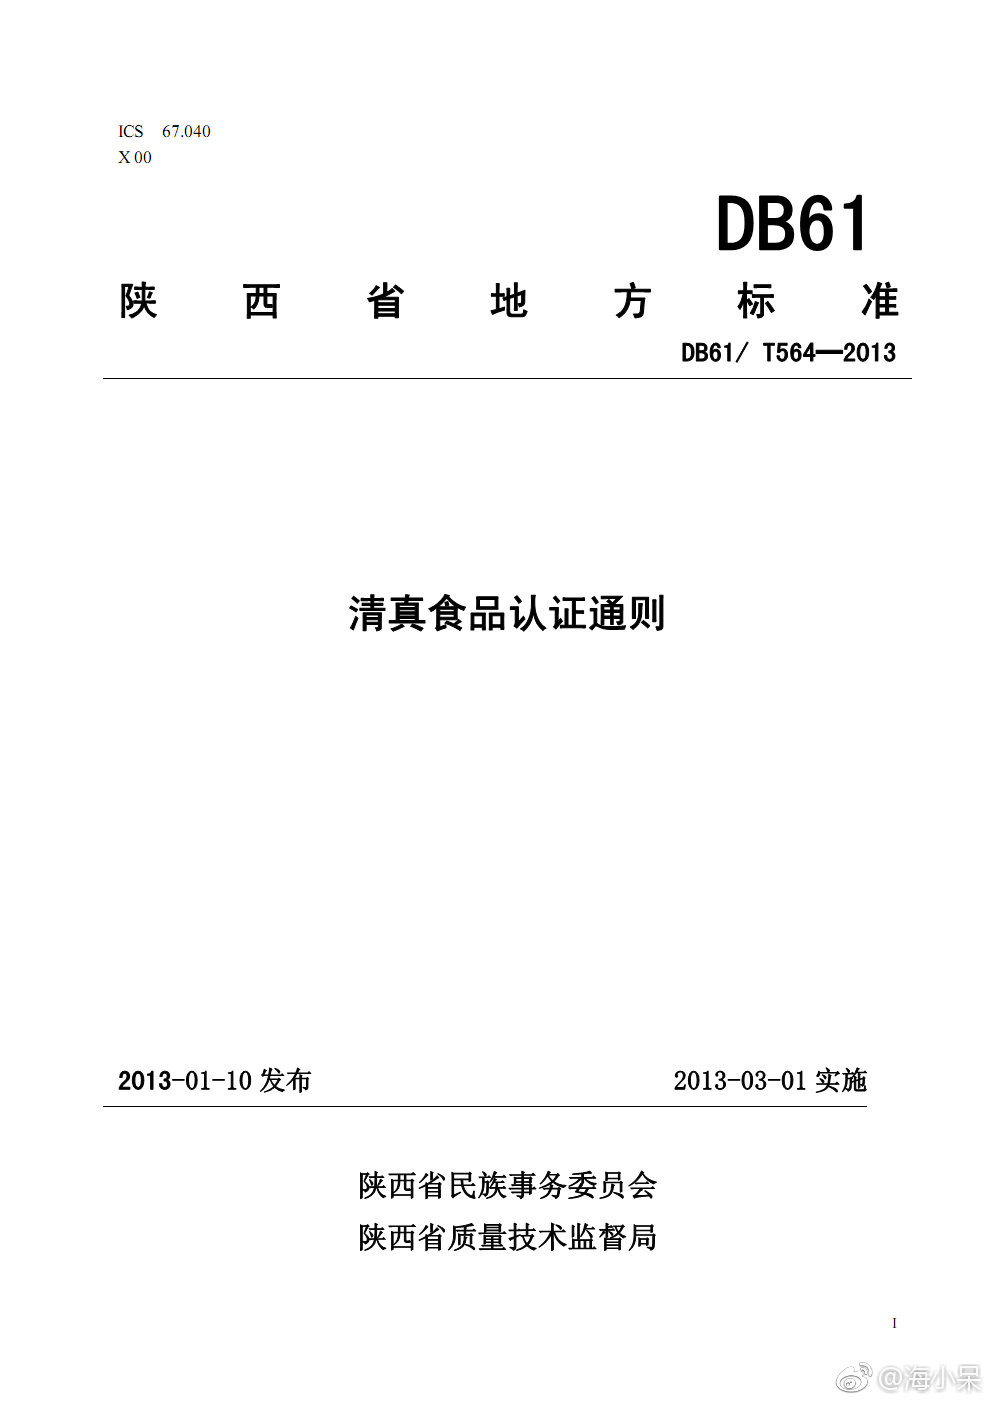 ICS 67.040
X 00
DB61
陕西省地方标准
DB61/ T564—2013
清真食品认证通则
2013-01-10 发布
2013-03-01 实施
陕西省民族事务委员会
陕西省质量技术监督局
I
@海小呆